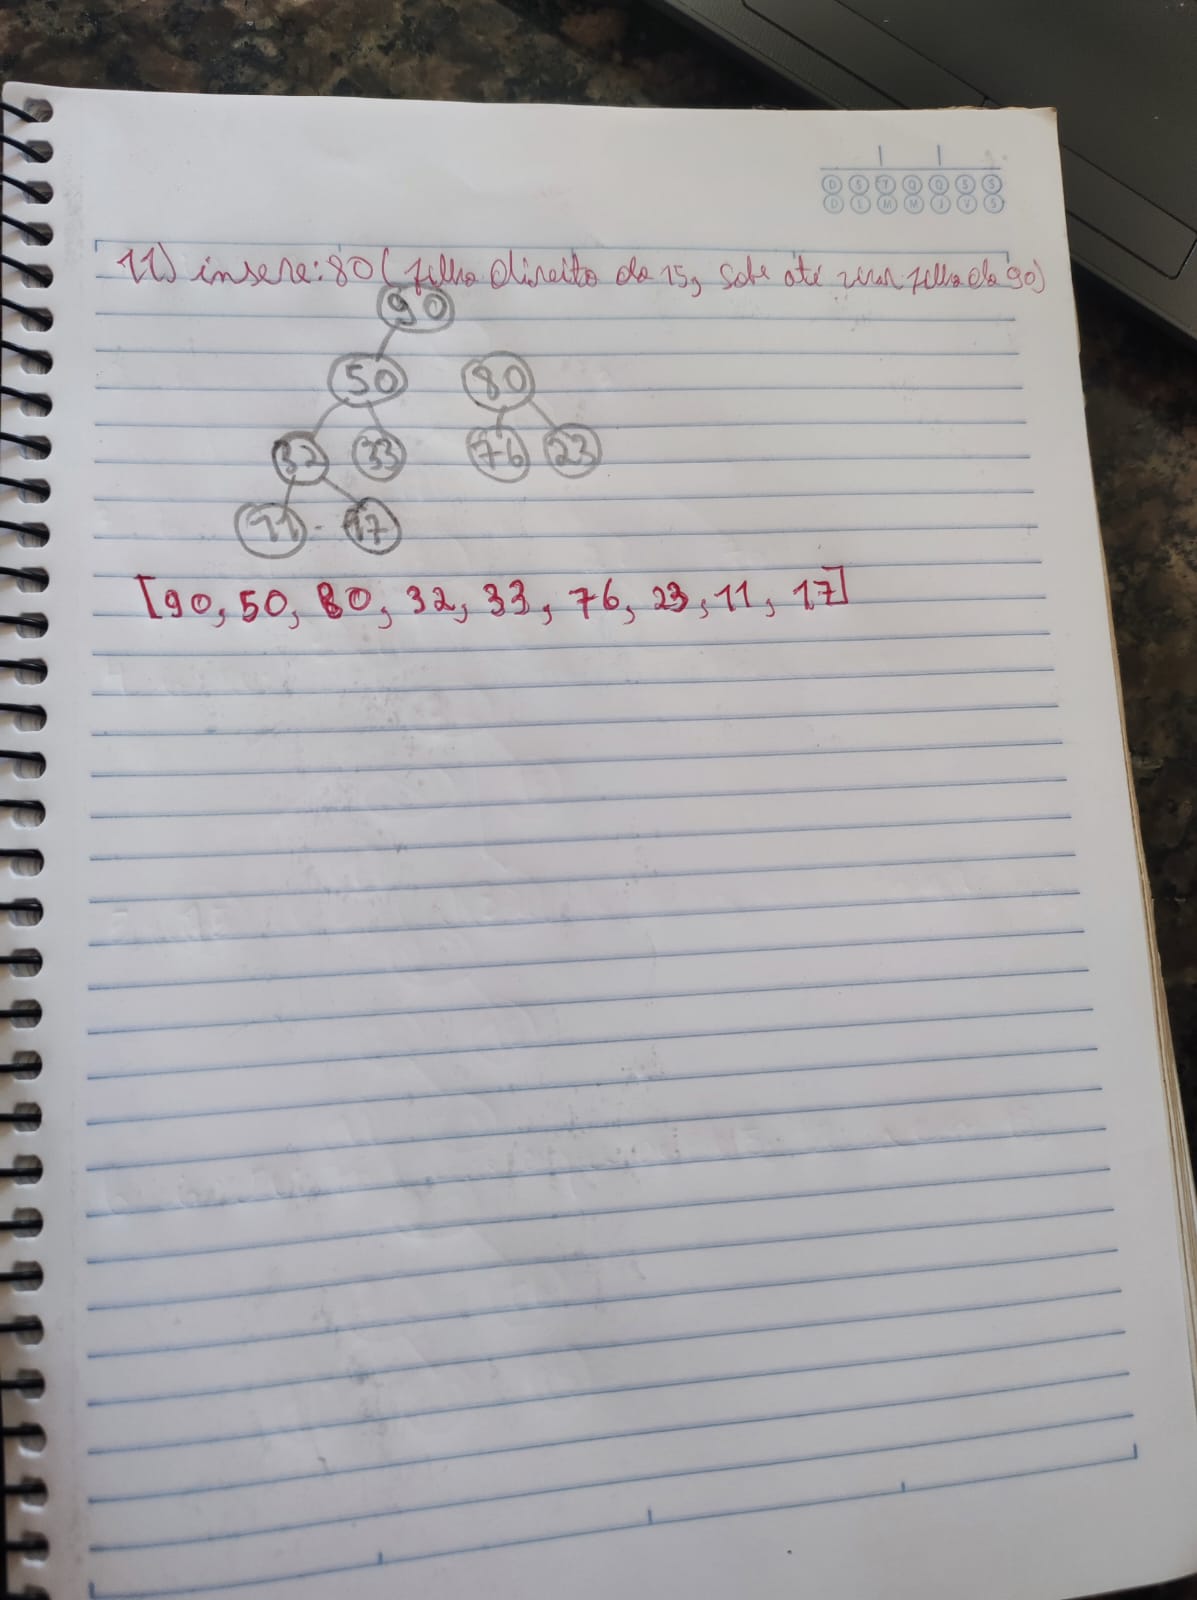 D S T Q Q S S
D L M M J V S
11) insere: 80 ( filho direito de 15, sobe até virar filho de 90)
90
50 80
32 33 76 23
11 - 17
[90, 50, 80, 32, 33, 76, 23, 11, 17]